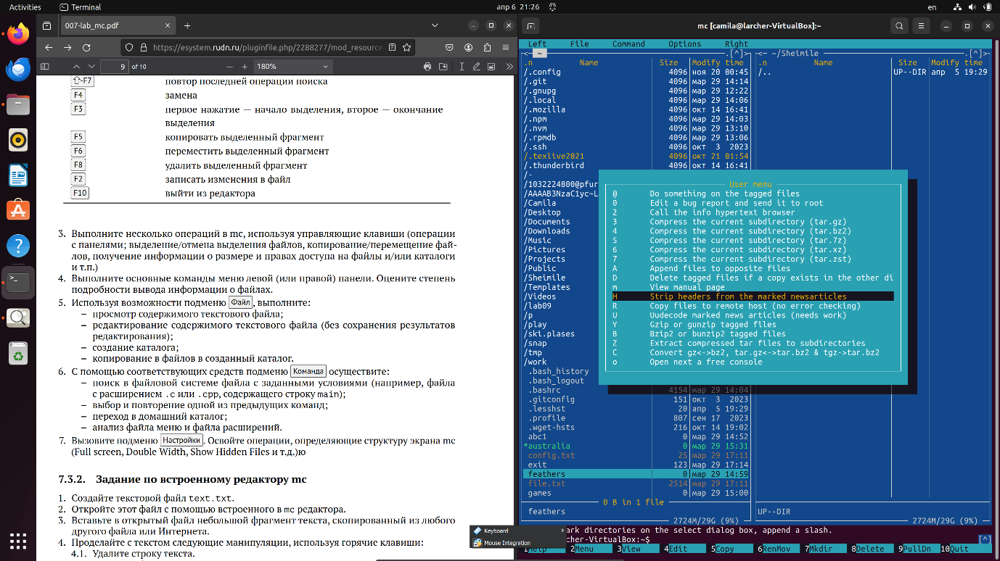 Activities
Terminal
апр 6 21:26
en
007-lab_mc.pdf
https://esystem.rudn.ru/pluginfile.php/2288277/mod_resource
9 of 10
180%
⇧-F7 повтор последней операции поиска
F4 замена
F3 первое нажатие — начало выделения, второе — окончание
выделения
F5 копировать выделенный фрагмент
F6 переместить выделенный фрагмент
F8 удалить выделенный фрагмент
F2 записать изменения в файл
F10 выйти из редактора
3. Выполните несколько операций в mc, используя управляющие клавиши (операции
с панелями; выделение/отмена выделения файлов, копирование/перемещение фай-
лов, получение информации о размере и правах доступа на файлы и/или каталоги
и т.п.)
4. Выполните основные команды меню левой (или правой) панели. Оцените степень
подробности вывода информации о файлах.
5. Используя возможности подменю Файл, выполните:
– просмотр содержимого текстового файла;
– редактирование содержимого текстового файла (без сохранения результатов
редактирования);
– создание каталога;
– копирование в файлов в созданный каталог.
6. С помощью соответствующих средств подменю Команда осуществите:
– поиск в файловой системе файла с заданными условиями (например, файла
с расширением .c или .cpp, содержащего строку main);
– выбор и повторение одной из предыдущих команд;
– переход в домашний каталог;
– анализ файла меню и файла расширений.
7. Вызовите подменю Настройки. Освойте операции, определяющие структуру экрана mc
(Full screen, Double Width, Show Hidden Files и т.д.)ю
7.3.2. Задание по встроенному редактору mc
1. Создайте текстовой файл text.txt.
2. Откройте этот файл с помощью встроенного в mc редактора.
3. Вставьте в открытый файл небольшой фрагмент текста, скопированный из любого
другого файла или Интернета.
4. Проделайте с текстом следующие манипуляции, используя горячие клавиши:
4.1. Удалите строку текста.
Keyboard
Mouse Integration
mc [camila@larcher-VirtualBox]:~
Left File Command Options Right
<─ ~ .[^]>
.n Name Size Modify time
/.config 4096 ноя 20 00:45
/.git 4096 мар 29 14:14
/.gnupg 4096 мар 29 12:22
/.local 4096 мар 29 14:06
/.mozilla 4096 окт 14 16:41
/.npm 4096 мар 29 14:03
/.nvm 4096 мар 29 13:10
/.rpmdb 4096 мар 29 13:06
/.ssh 4096 окт 3 2023
/.texlive2021 4096 окт 21 01:54
/.thunderbird 4096 окт 14 16:41
/-
/1032224800@pfur
/AAAAB3NzaC1yc~L
/Camila
/Desktop
/Documents
/Downloads
/Music
/Pictures
/Projects
/Public
/Sheimile
/Templates
/Videos
/lab09
/p
/play
/ski.plases
/snap
/tmp
/work
.bash_history
.bash_logout
.bashrc 4154 мар 29 14:04
.gitconfig 151 окт 3 2023
.lesshst 20 апр 5 19:29
.profile 807 сен 17 2023
.wget-hsts 216 окт 14 19:02
abc1 0 мар 29 14:52
*australia 0 мар 29 15:31
config.txt 25 мар 29 17:11
exit 123 мар 29 17:14
feathers 0 мар 29 14:59
file.txt 2514 мар 29 17:11
games 0 мар 29 15:00
0 B in 1 file
feathers
2724M/29G (9%)
<─ ~/Sheimile .[^]>
.n Name Size Modify time
/.. UP--DIR апр 5 19:29
UP--DIR
2724M/29G (9%)
User menu
@ Do something on the tagged files
0 Edit a bug report and send it to root
2 Call the info hypertext browser
3 Compress the current subdirectory (tar.gz)
4 Compress the current subdirectory (tar.bz2)
5 Compress the current subdirectory (tar.7z)
6 Compress the current subdirectory (tar.xz)
7 Compress the current subdirectory (tar.zst)
A Append files to opposite files
D Delete tagged files if a copy exists in the other di
m View manual page
H Strip headers from the marked newsarticles
R Copy files to remote host (no error checking)
U Uudecode marked news articles (needs work)
Y Gzip or gunzip tagged files
B Bzip2 or bunzip2 tagged files
Z Extract compressed tar files to subdirectories
C Convert gz<->bz2, tar.gz<->tar.bz2 & tgz->tar.bz2
o Open next a free console
ark directories on the select dialog box, append a slash.
rcher-VirtualBox:~$ [^]
1Help 2Menu 3View 4Edit 5Copy 6RenMov 7Mkdir 8Delete 9PullDn 10Quit